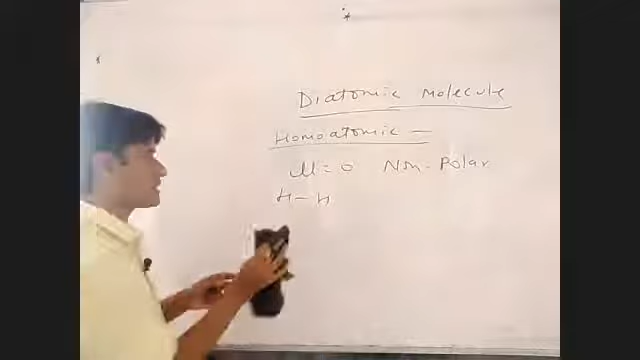 Diatomic Molecule
Homoatomic -
μ = 0 Non-Polar
H-H